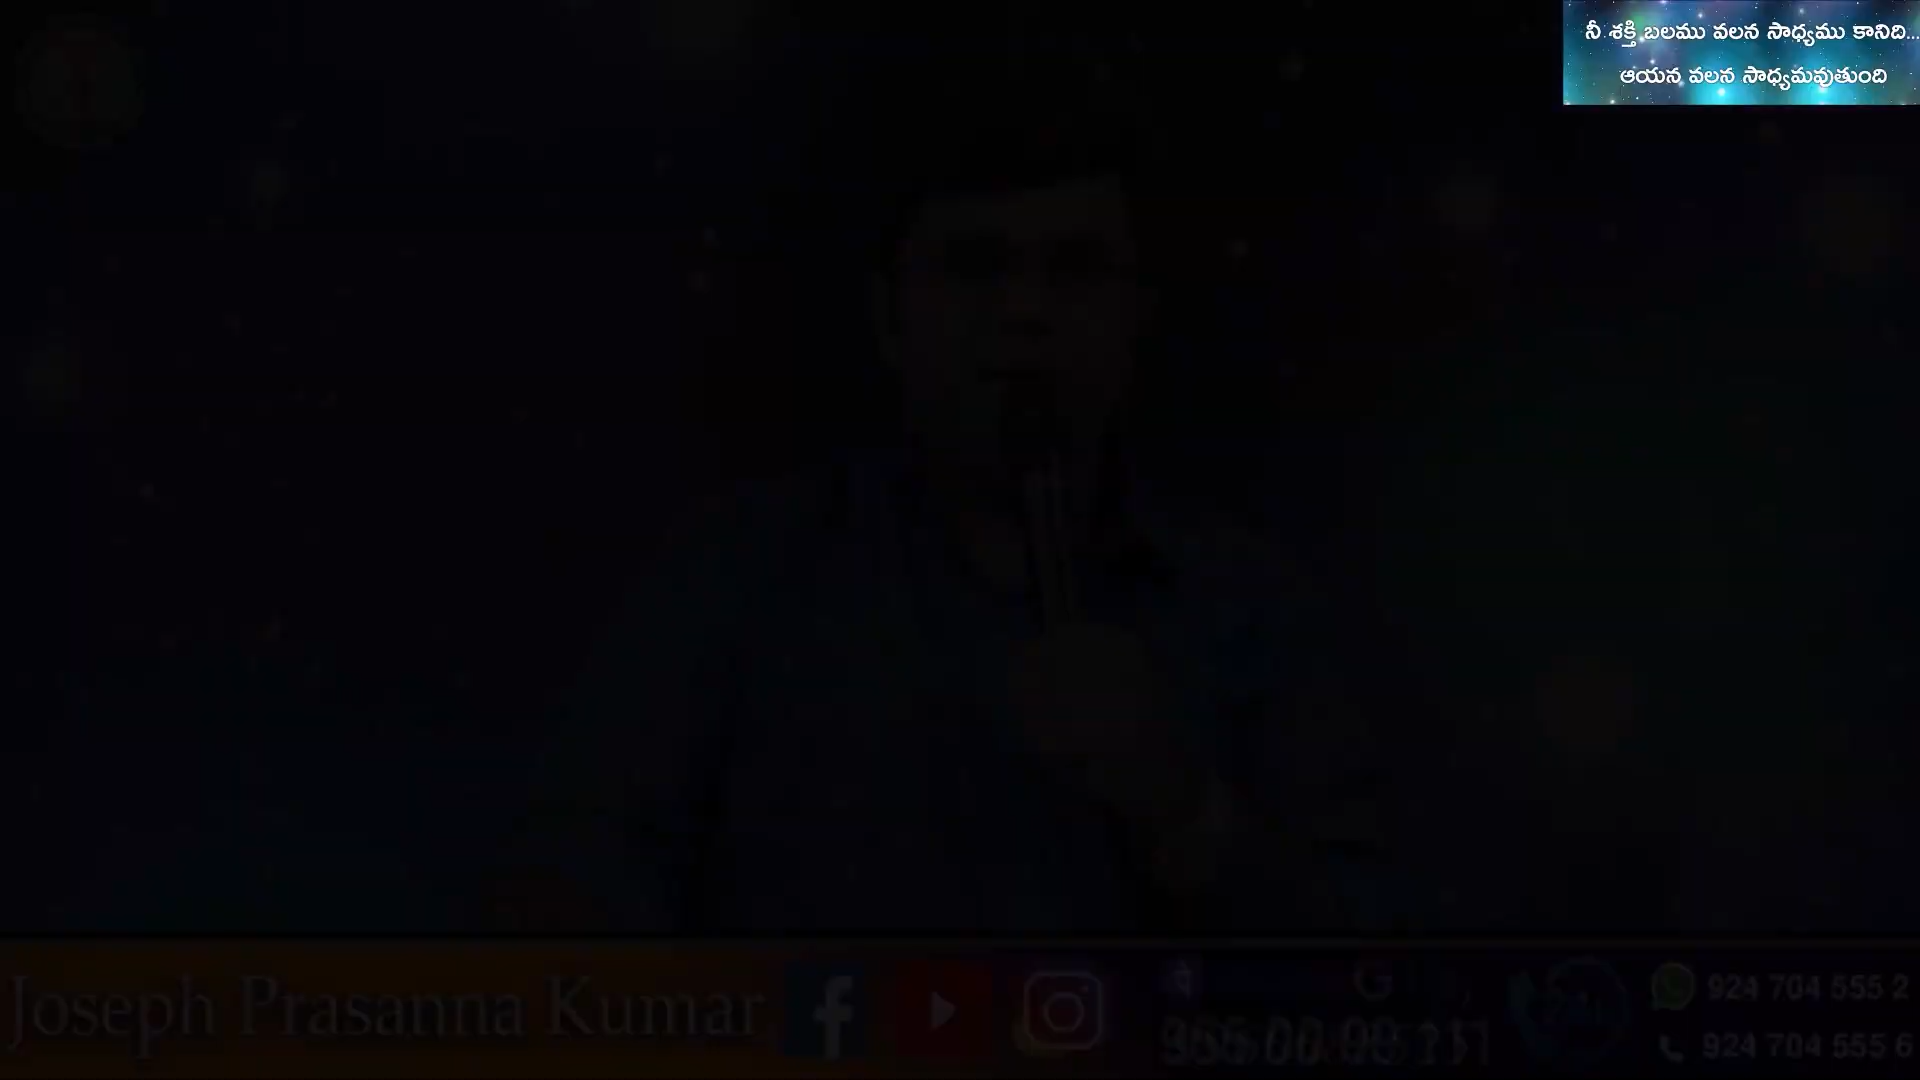 నీ శక్తి బలము వలన సాధ్యము కానిది...
ఆయన వలన సాధ్యమవుతుంది
Joseph Prasanna Kumar
924 704 555 2
924 704 555 6